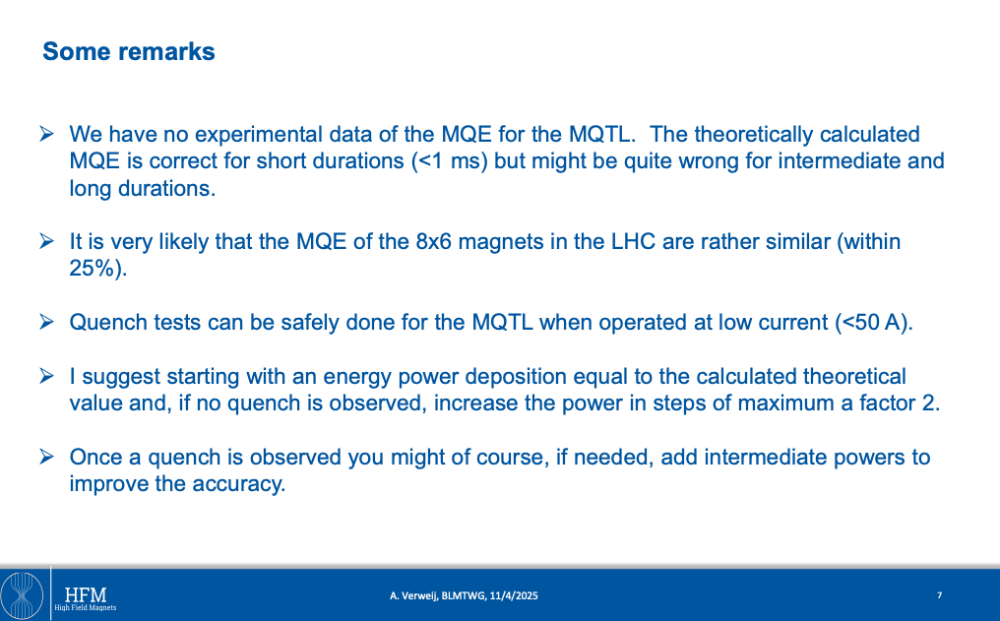 Some remarks
We have no experimental data of the MQE for the MQTL.  The theoretically calculated
MQE is correct for short durations (<1 ms) but might be quite wrong for intermediate and
long durations.
It is very likely that the MQE of the 8x6 magnets in the LHC are rather similar (within
25%).
Quench tests can be safely done for the MQTL when operated at low current (<50 A).
I suggest starting with an energy power deposition equal to the calculated theoretical
value and, if no quench is observed, increase the power in steps of maximum a factor 2.
Once a quench is observed you might of course, if needed, add intermediate powers to
improve the accuracy.
HFM
High Field Magnets
A. Verweij, BLMTWG, 11/4/2025
7